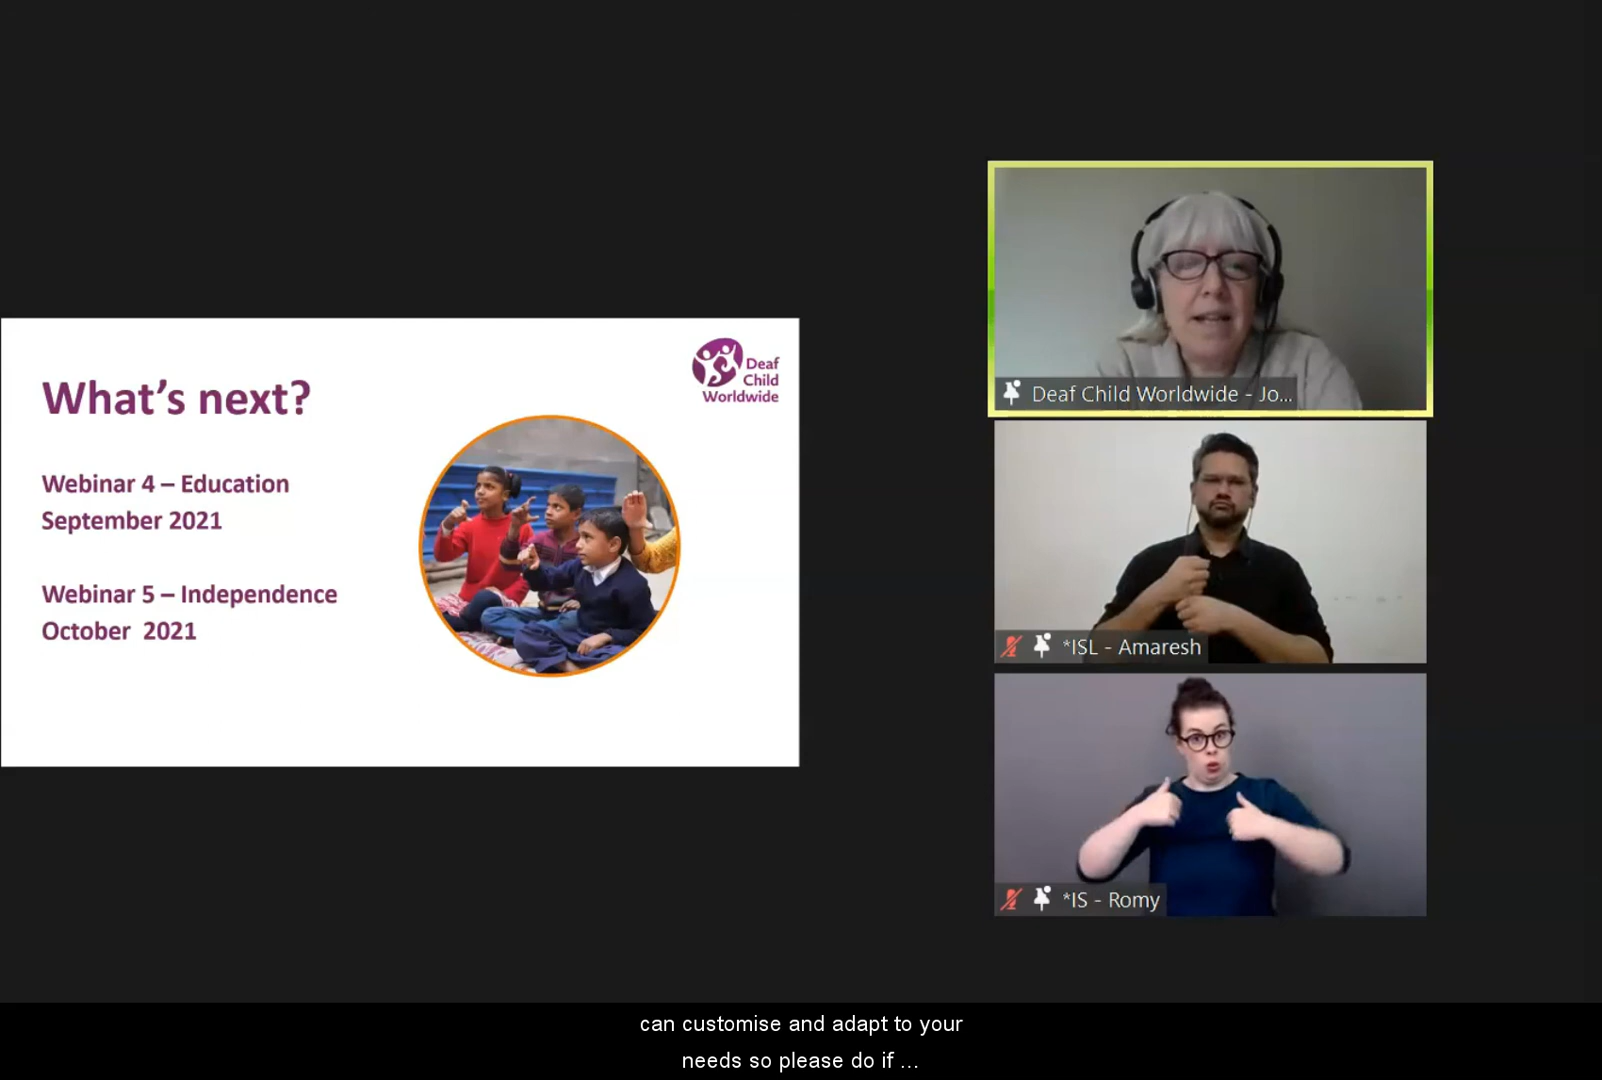 What's next?
Deaf
Child
Worldwide
Webinar 4 – Education
September 2021
Webinar 5 – Independence
October 2021
Deaf Child Worldwide - Jo...
*ISL - Amaresh
*IS - Romy
can customise and adapt to your
needs so please do if ...